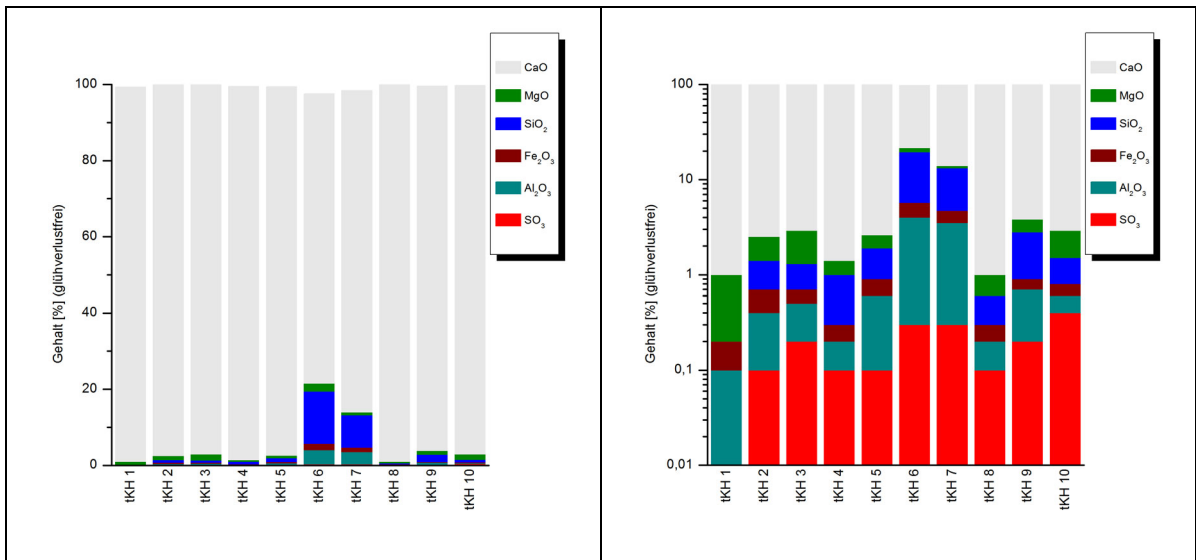 CaO
MgO
SiO₂
Fe₂O₃
Al₂O₃
SO₃
100
80
60
40
20
0
Gehalt [%] (glühverlustfrei)
tKH 1
tKH 2
tKH 3
tKH 4
tKH 5
tKH 6
tKH 7
tKH 8
tKH 9
tKH 10
CaO
MgO
SiO₂
Fe₂O₃
Al₂O₃
SO₃
100
10
1
0,1
0,01
Gehalt [%] (glühverlustfrei)
tKH 1
tKH 2
tKH 3
tKH 4
tKH 5
tKH 6
tKH 7
tKH 8
tKH 9
tKH 10